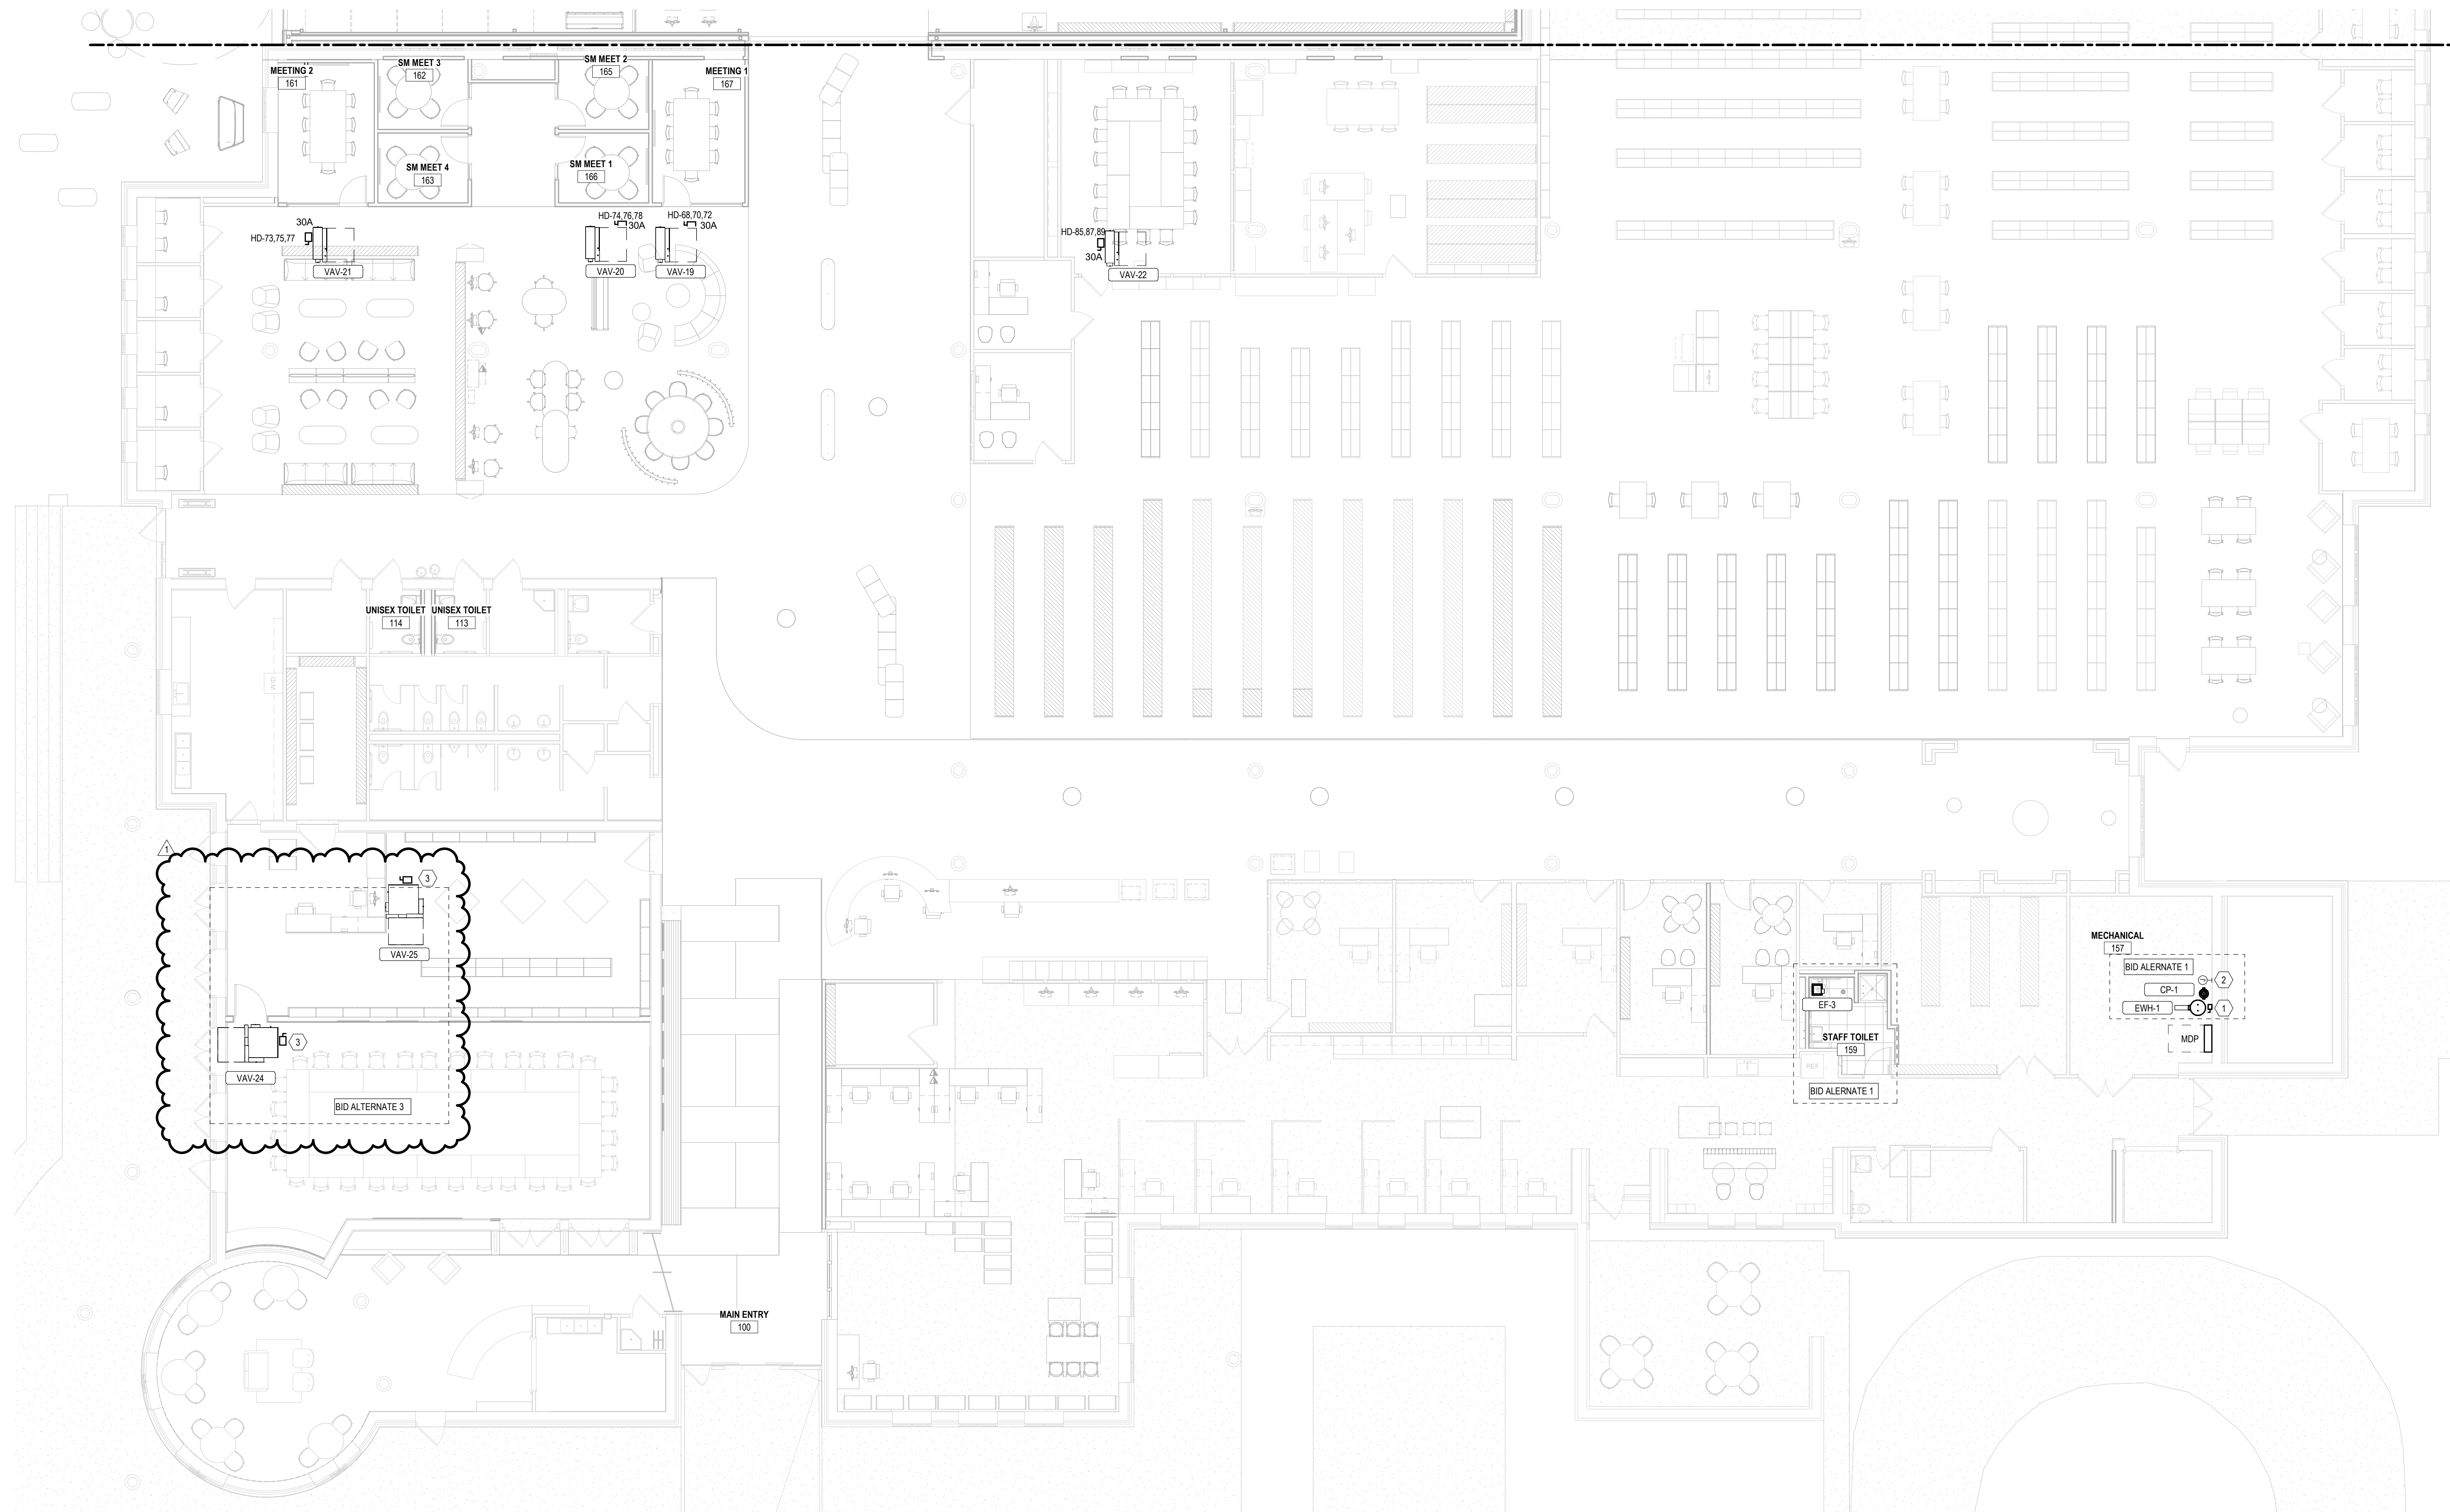 MEETING 2
161
SM MEET 3
162
SM MEET 2
165
MEETING 1
167
SM MEET 4
163
SM MEET 1
166
30A
HD-73,75,77
VAV-21
HD-74,76,78
30A
VAV-20
HD-68,70,72
30A
VAV-19
HD-85,87,89
30A
VAV-22
UNISEX TOILET
114
UNISEX TOILET
113
W/D
1
3
VAV-25
3
VAV-24
BID ALTERNATE 3
MECHANICAL
157
BID ALERNATE 1
2
CP-1
EWH-1
1
MDP
EF-3
STAFF TOILET
159
REF
BID ALERNATE 1
MAIN ENTRY
100